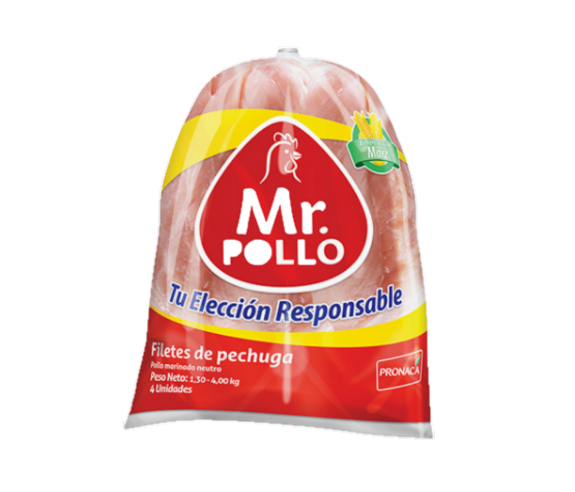 Maíz
Mr.
POLLO
Tu Elección Responsable
Filetes de pechuga
Pollo marinado neutro
Peso Neto: 1,30 - 4,00 kg
4 Unidades
PRONACA